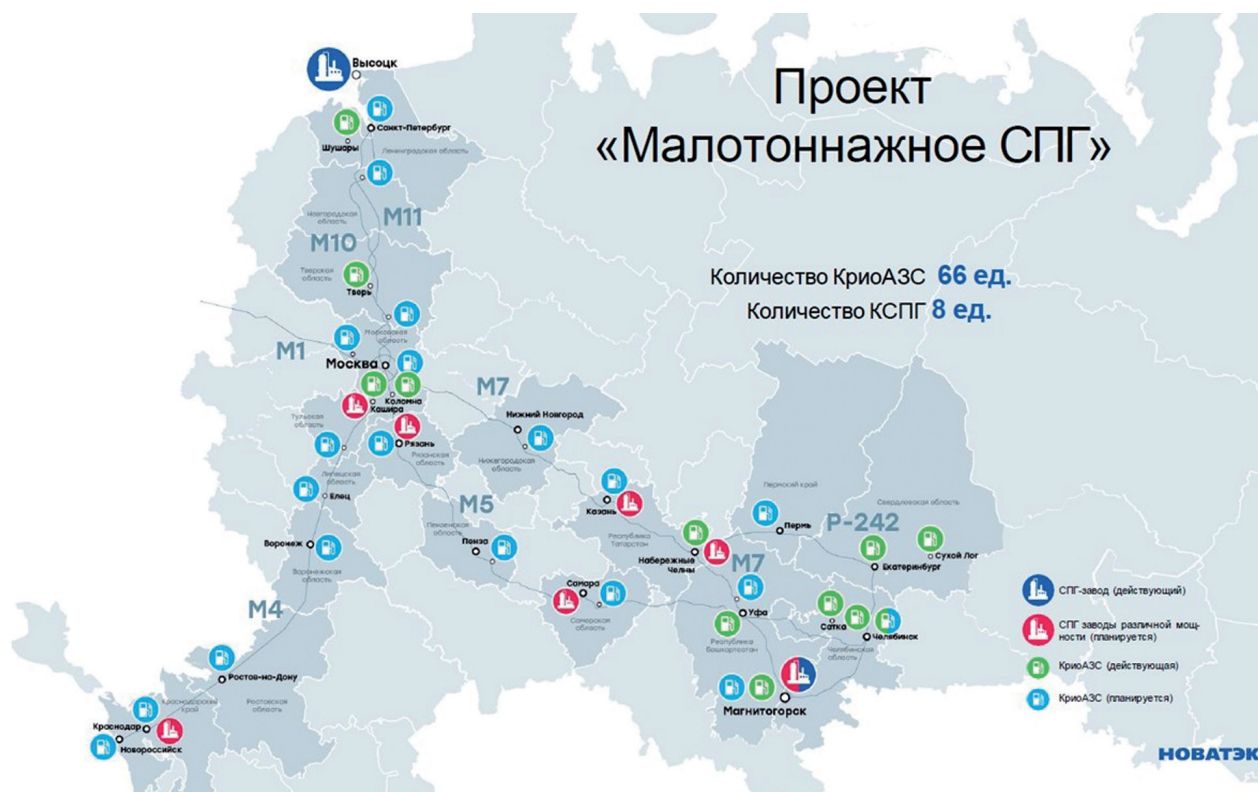 Проект
«Малотоннажное СПГ»
Количество КриоАЗС 66 ед.
Количество КСПГ 8 ед.
Высоцк
Санкт-Петербург
Шушары
Ленинградская область
Новгородская
область
М11
М10
Тверская
область
Тверь
Московская
область
М1
Москва
М7
Кашира
Коломна
Тульская
область
Рязань
Рязанская
область
Нижний Новгород
Нижегородская
область
Липецкая
область
Елец
М5
Пензенская
область
Пенза
Казань
Республика
Татарстан
Пермский край
Пермь
Свердловская область
Р-242
Сухой Лог
Екатеринбург
Набережные
Челны
М7
Воронеж
Воронежская
область
Самара
Самарская
область
Уфа
Республика
Башкортостан
Сатка
Челябинск
Челябинская
область
М4
Ростов-на-Дону
Краснодарский
край
Ростовская
область
Краснодар
Новороссийск
Магнитогорск
СПГ-завод (действующий)
СПГ заводы различной мощ-
ности (планируется)
КриоАЗС (действующая)
КриоАЗС (планируется)
НОВАТЭК